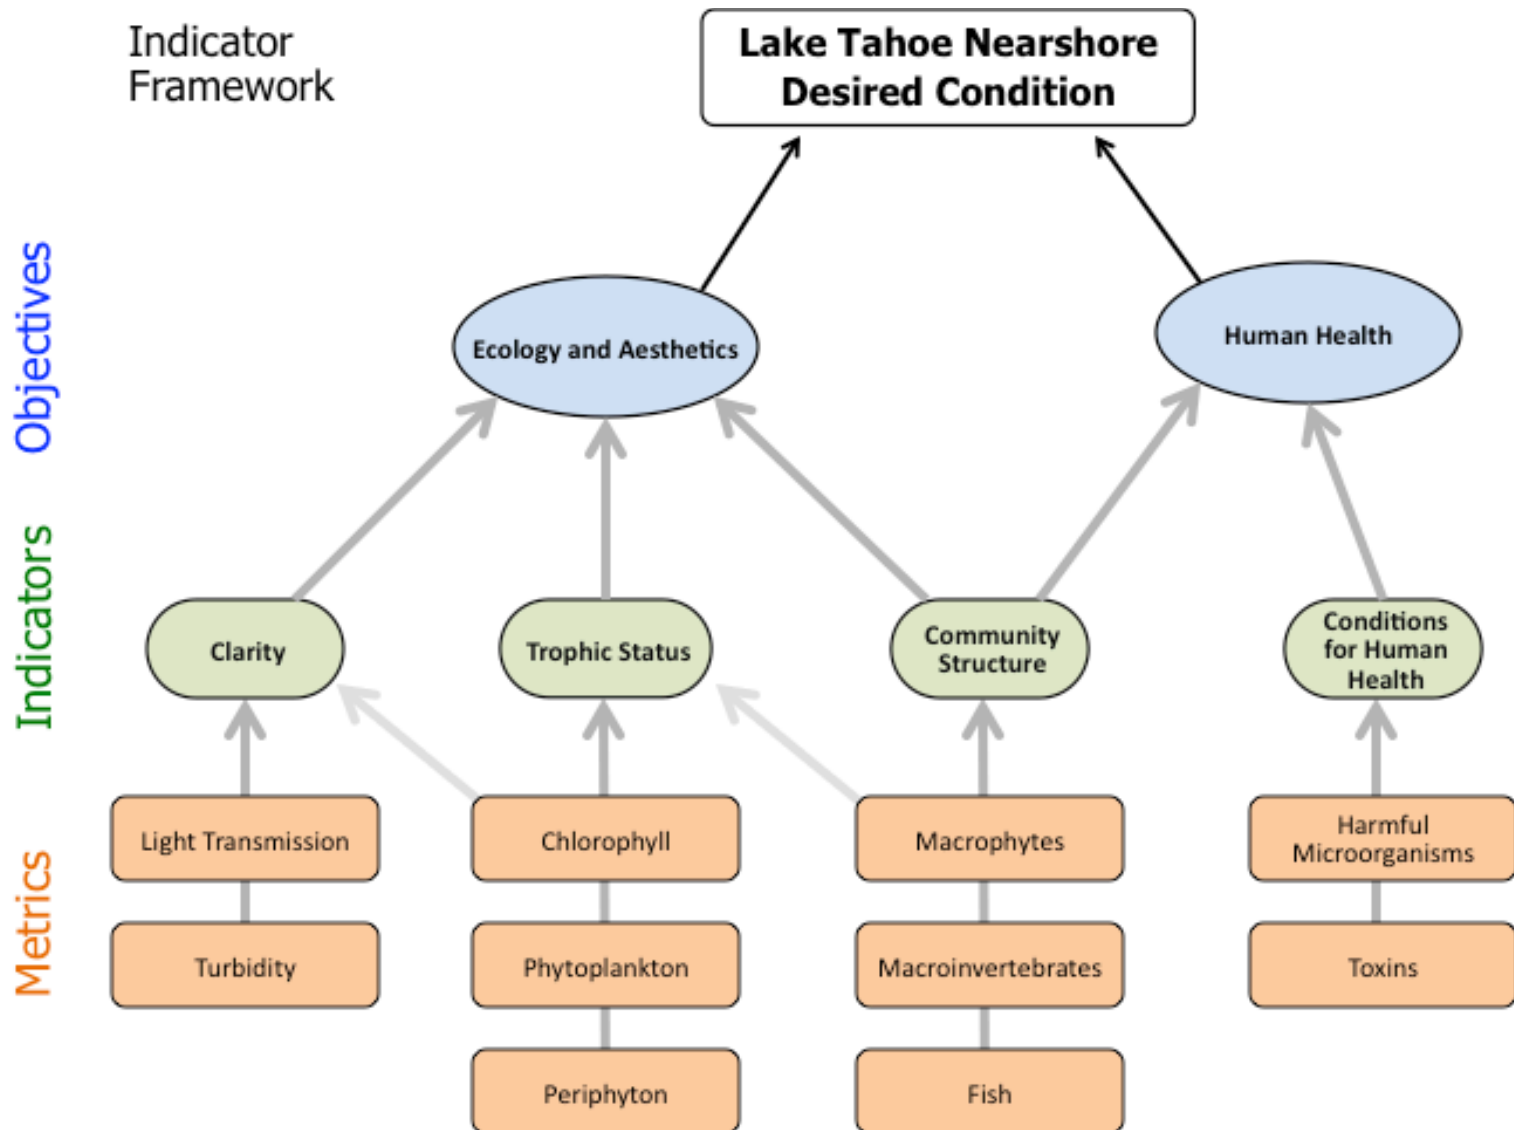 Indicator
Framework
Lake Tahoe Nearshore
Desired Condition
Objectives
Ecology and Aesthetics
Human Health
Indicators
Clarity
Trophic Status
Community
Structure
Conditions
for Human
Health
Metrics
Light Transmission
Chlorophyll
Macrophytes
Harmful
Microorganisms
Turbidity
Phytoplankton
Macroinvertebrates
Toxins
Periphyton
Fish